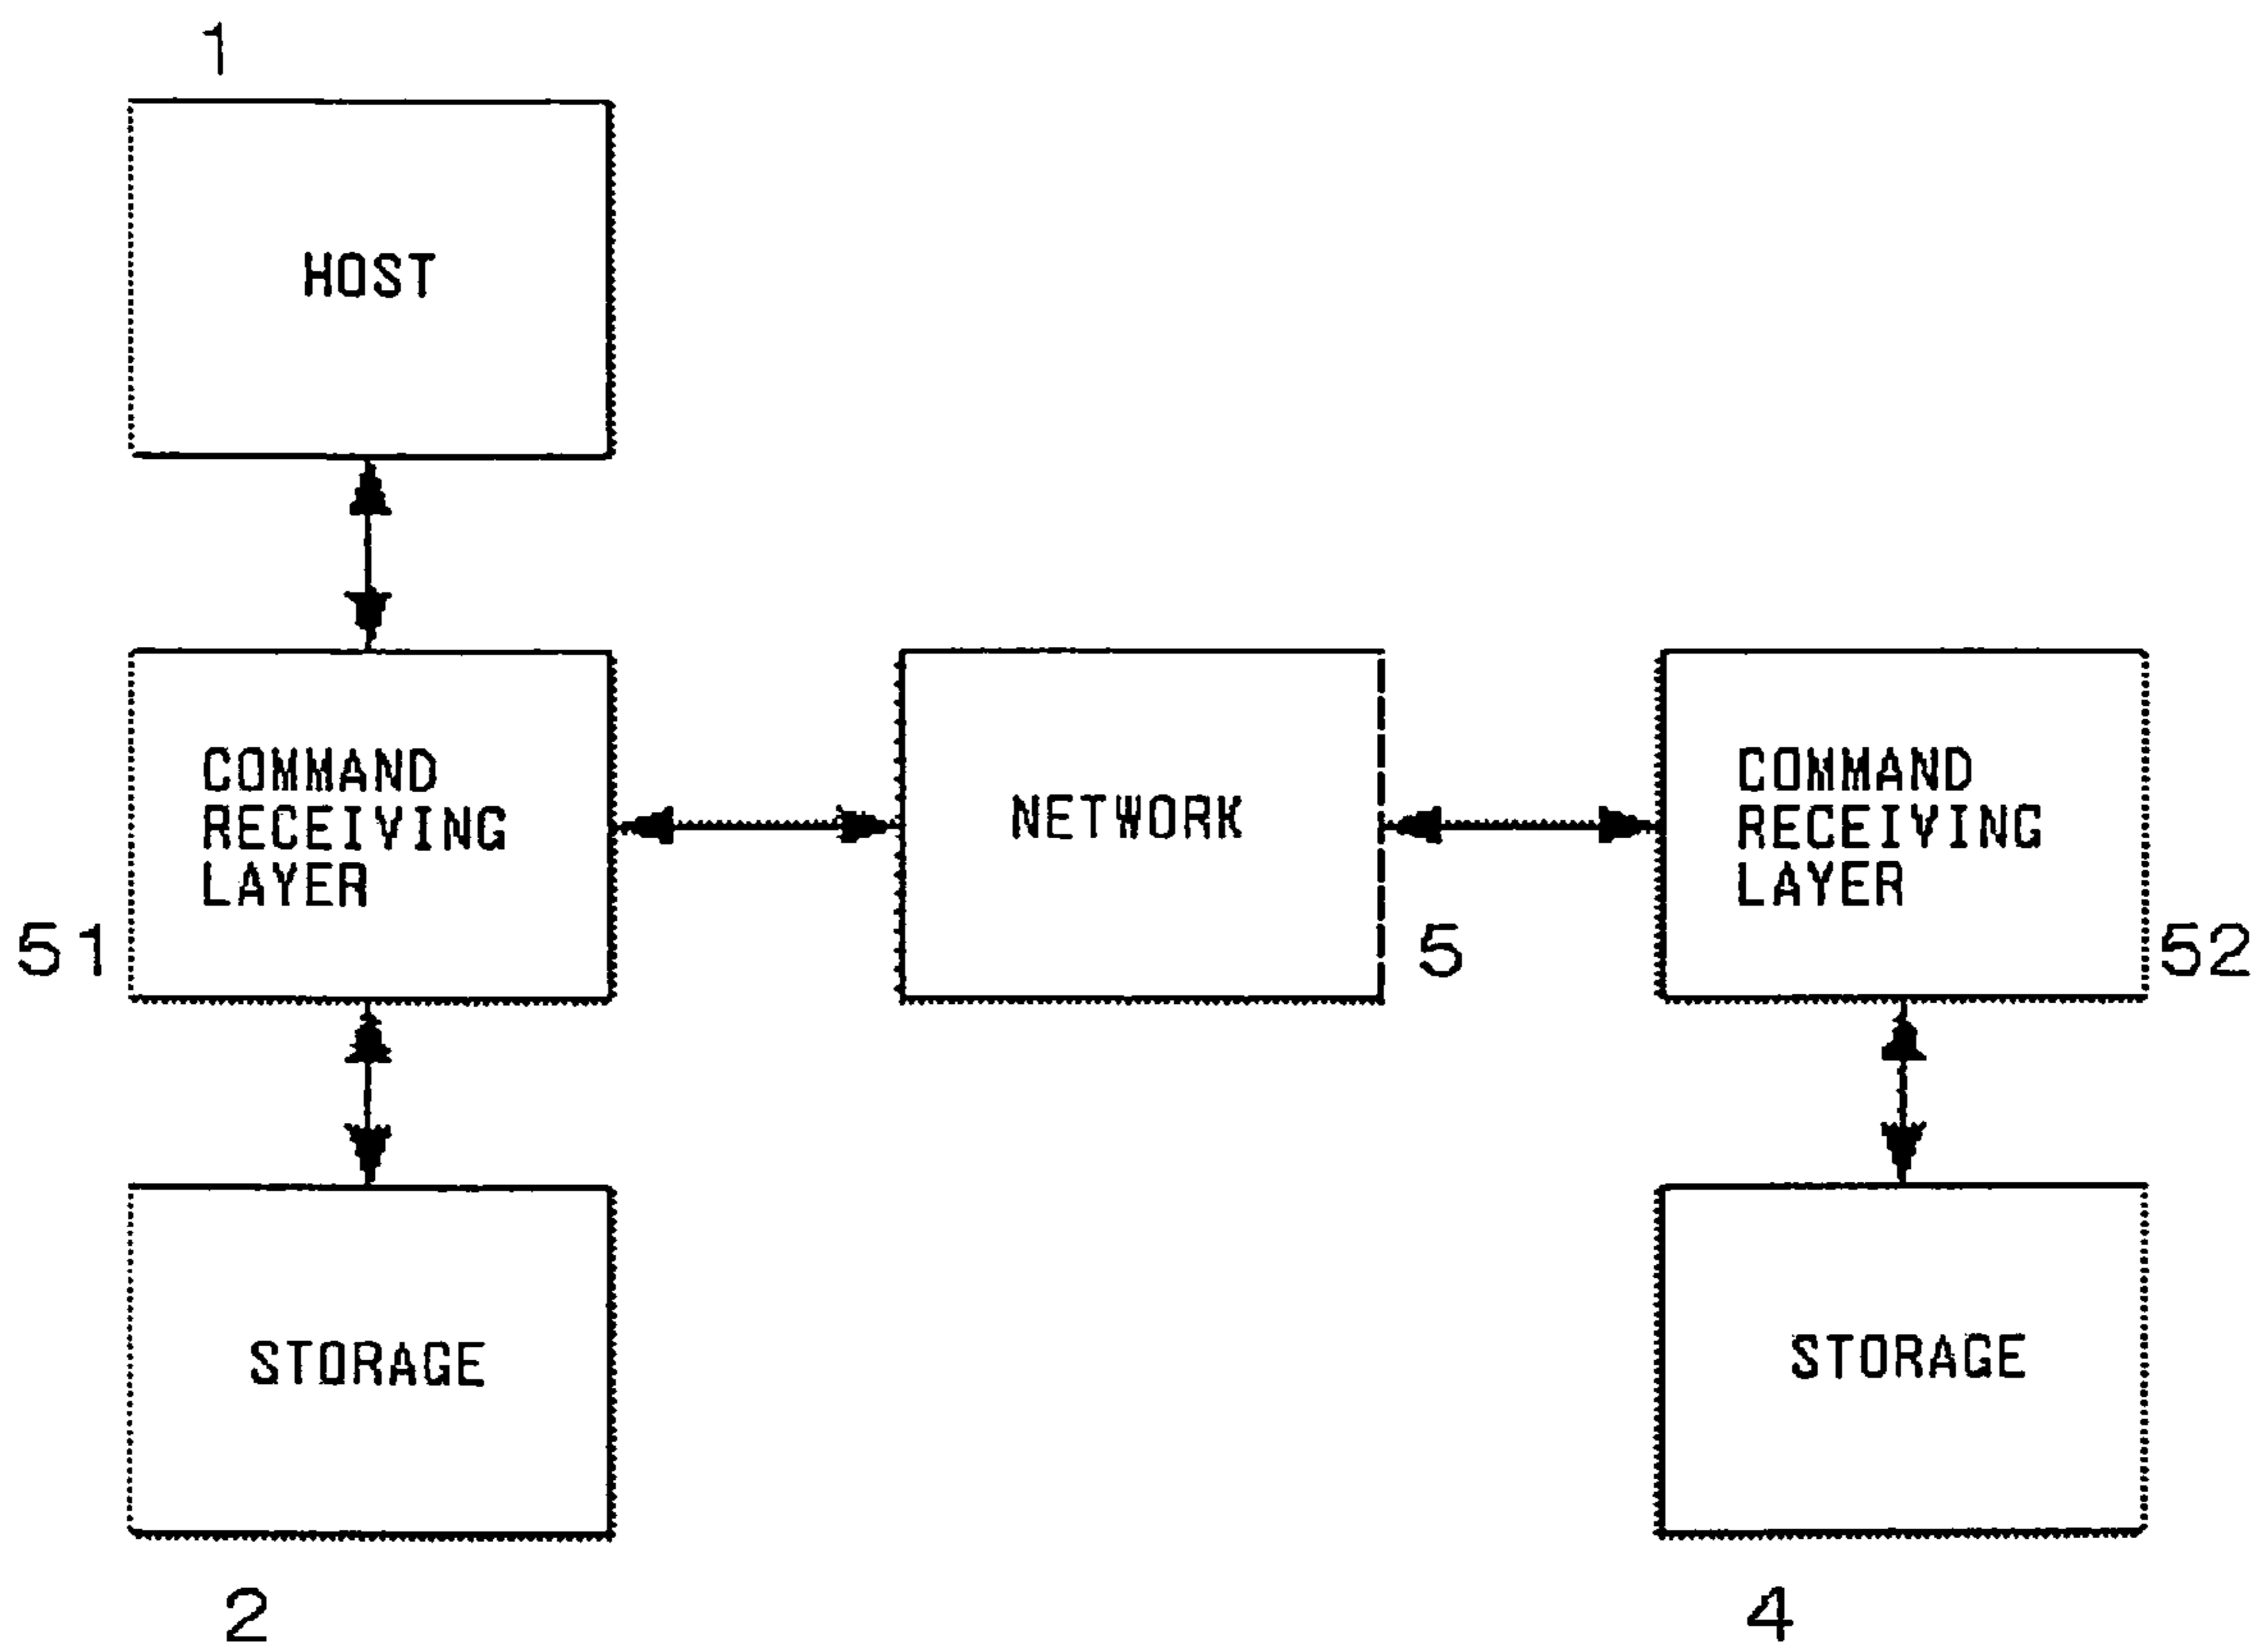 1
HOST
COMMAND
RECEIVING
LAYER
51
NETWORK
5
COMMAND
RECEIVING
LAYER
52
STORAGE
2
STORAGE
4